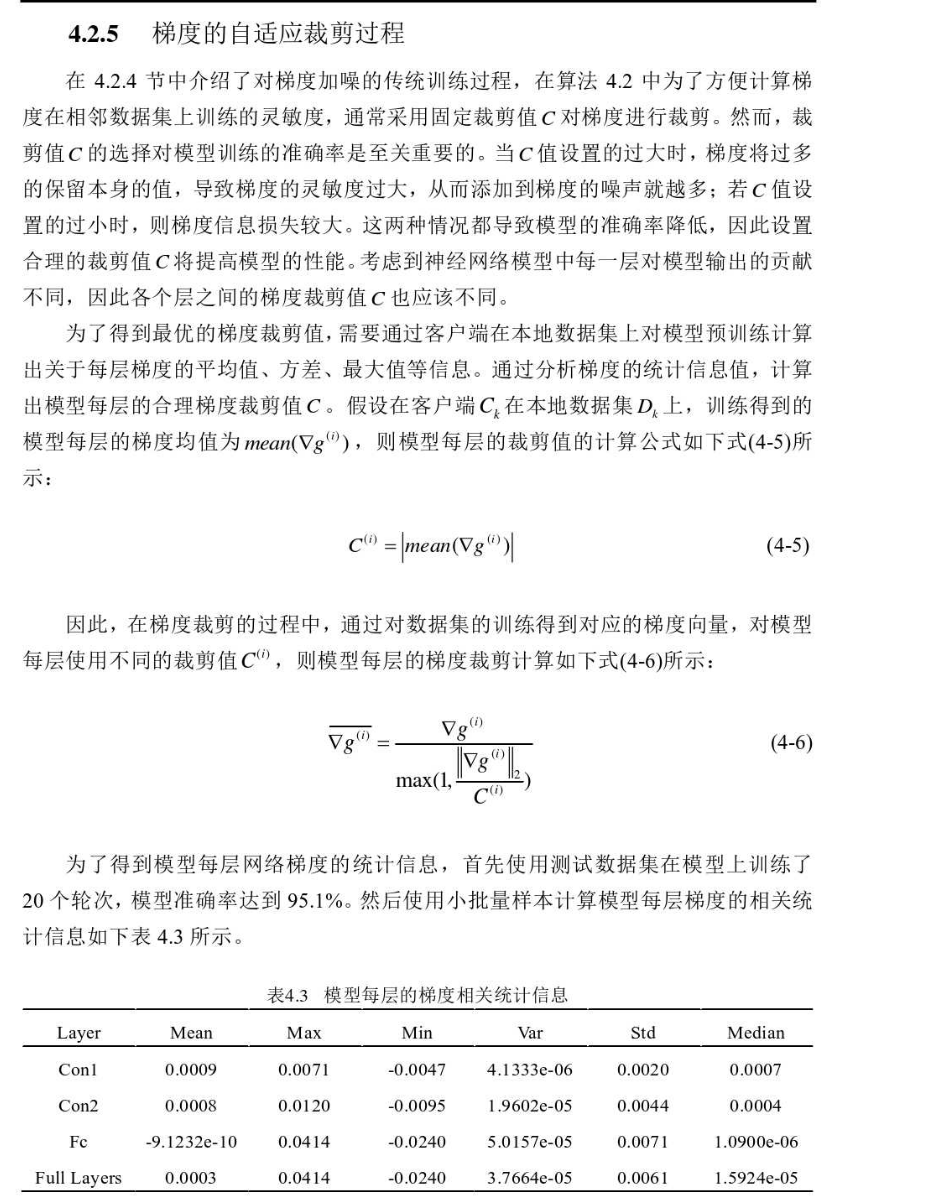 4.2.5 梯度的自适应裁剪过程
在 4.2.4 节中介绍了对梯度加噪的传统训练过程，在算法 4.2 中为了方便计算梯
度在相邻数据集上训练的灵敏度，通常采用固定裁剪值 C 对梯度进行裁剪。然而，裁
剪值 C 的选择对模型训练的准确率是至关重要的。当 C 值设置的过大时，梯度将过多
的保留本身的值，导致梯度的灵敏度过大，从而添加到梯度的噪声就越多；若 C 值设
置的过小时，则梯度信息损失较大。这两种情况都导致模型的准确率降低，因此设置
合理的裁剪值 C 将提高模型的性能。考虑到神经网络模型中每一层对模型输出的贡献
不同，因此各个层之间的梯度裁剪值 C 也应该不同。
为了得到最优的梯度裁剪值，需要通过客户端在本地数据集上对模型预训练计算
出关于每层梯度的平均值、方差、最大值等信息。通过分析梯度的统计信息值，计算
出模型每层的合理梯度裁剪值 C 。假设在客户端 C_k 在本地数据集 D_k 上，训练得到的
模型每层的梯度均值为 mean(∇g^(i))，则模型每层的裁剪值的计算公式如下式(4-5)所
示：
C^(i) = |mean(∇g^(i))| (4-5)
因此，在梯度裁剪的过程中，通过对数据集的训练得到对应的梯度向量，对模型
每层使用不同的裁剪值 C^(i)，则模型每层的梯度裁剪计算如下式(4-6)所示：
\overline{∇g^(i)} = ∇g^(i) / max(1, ‖∇g^(i)‖_2 / C^(i)) (4-6)
为了得到模型每层网络梯度的统计信息，首先使用测试数据集在模型上训练了
20 个轮次，模型准确率达到 95.1%。然后使用小批量样本计算模型每层梯度的相关统
计信息如下表 4.3 所示。
表4.3 模型每层的梯度相关统计信息
Layer Mean Max Min Var Std Median
Con1 0.0009 0.0071 -0.0047 4.1333e-06 0.0020 0.0007
Con2 0.0008 0.0120 -0.0095 1.9602e-05 0.0044 0.0004
Fc -9.1232e-10 0.0414 -0.0240 5.0157e-05 0.0071 1.0900e-06
Full Layers 0.0003 0.0414 -0.0240 3.7664e-05 0.0061 1.5924e-05